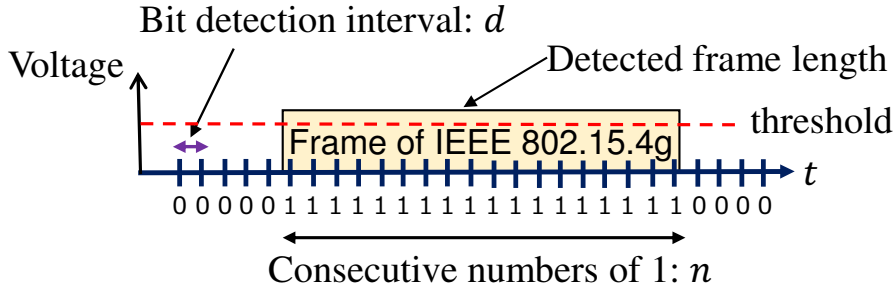 Bit detection interval: d
Voltage
Detected frame length
threshold
Frame of IEEE 802.15.4g
t
0 0 0 0 0 1 1 1 1 1 1 1 1 1 1 1 1 1 1 1 1 1 1 0 0 0 0
Consecutive numbers of 1: n